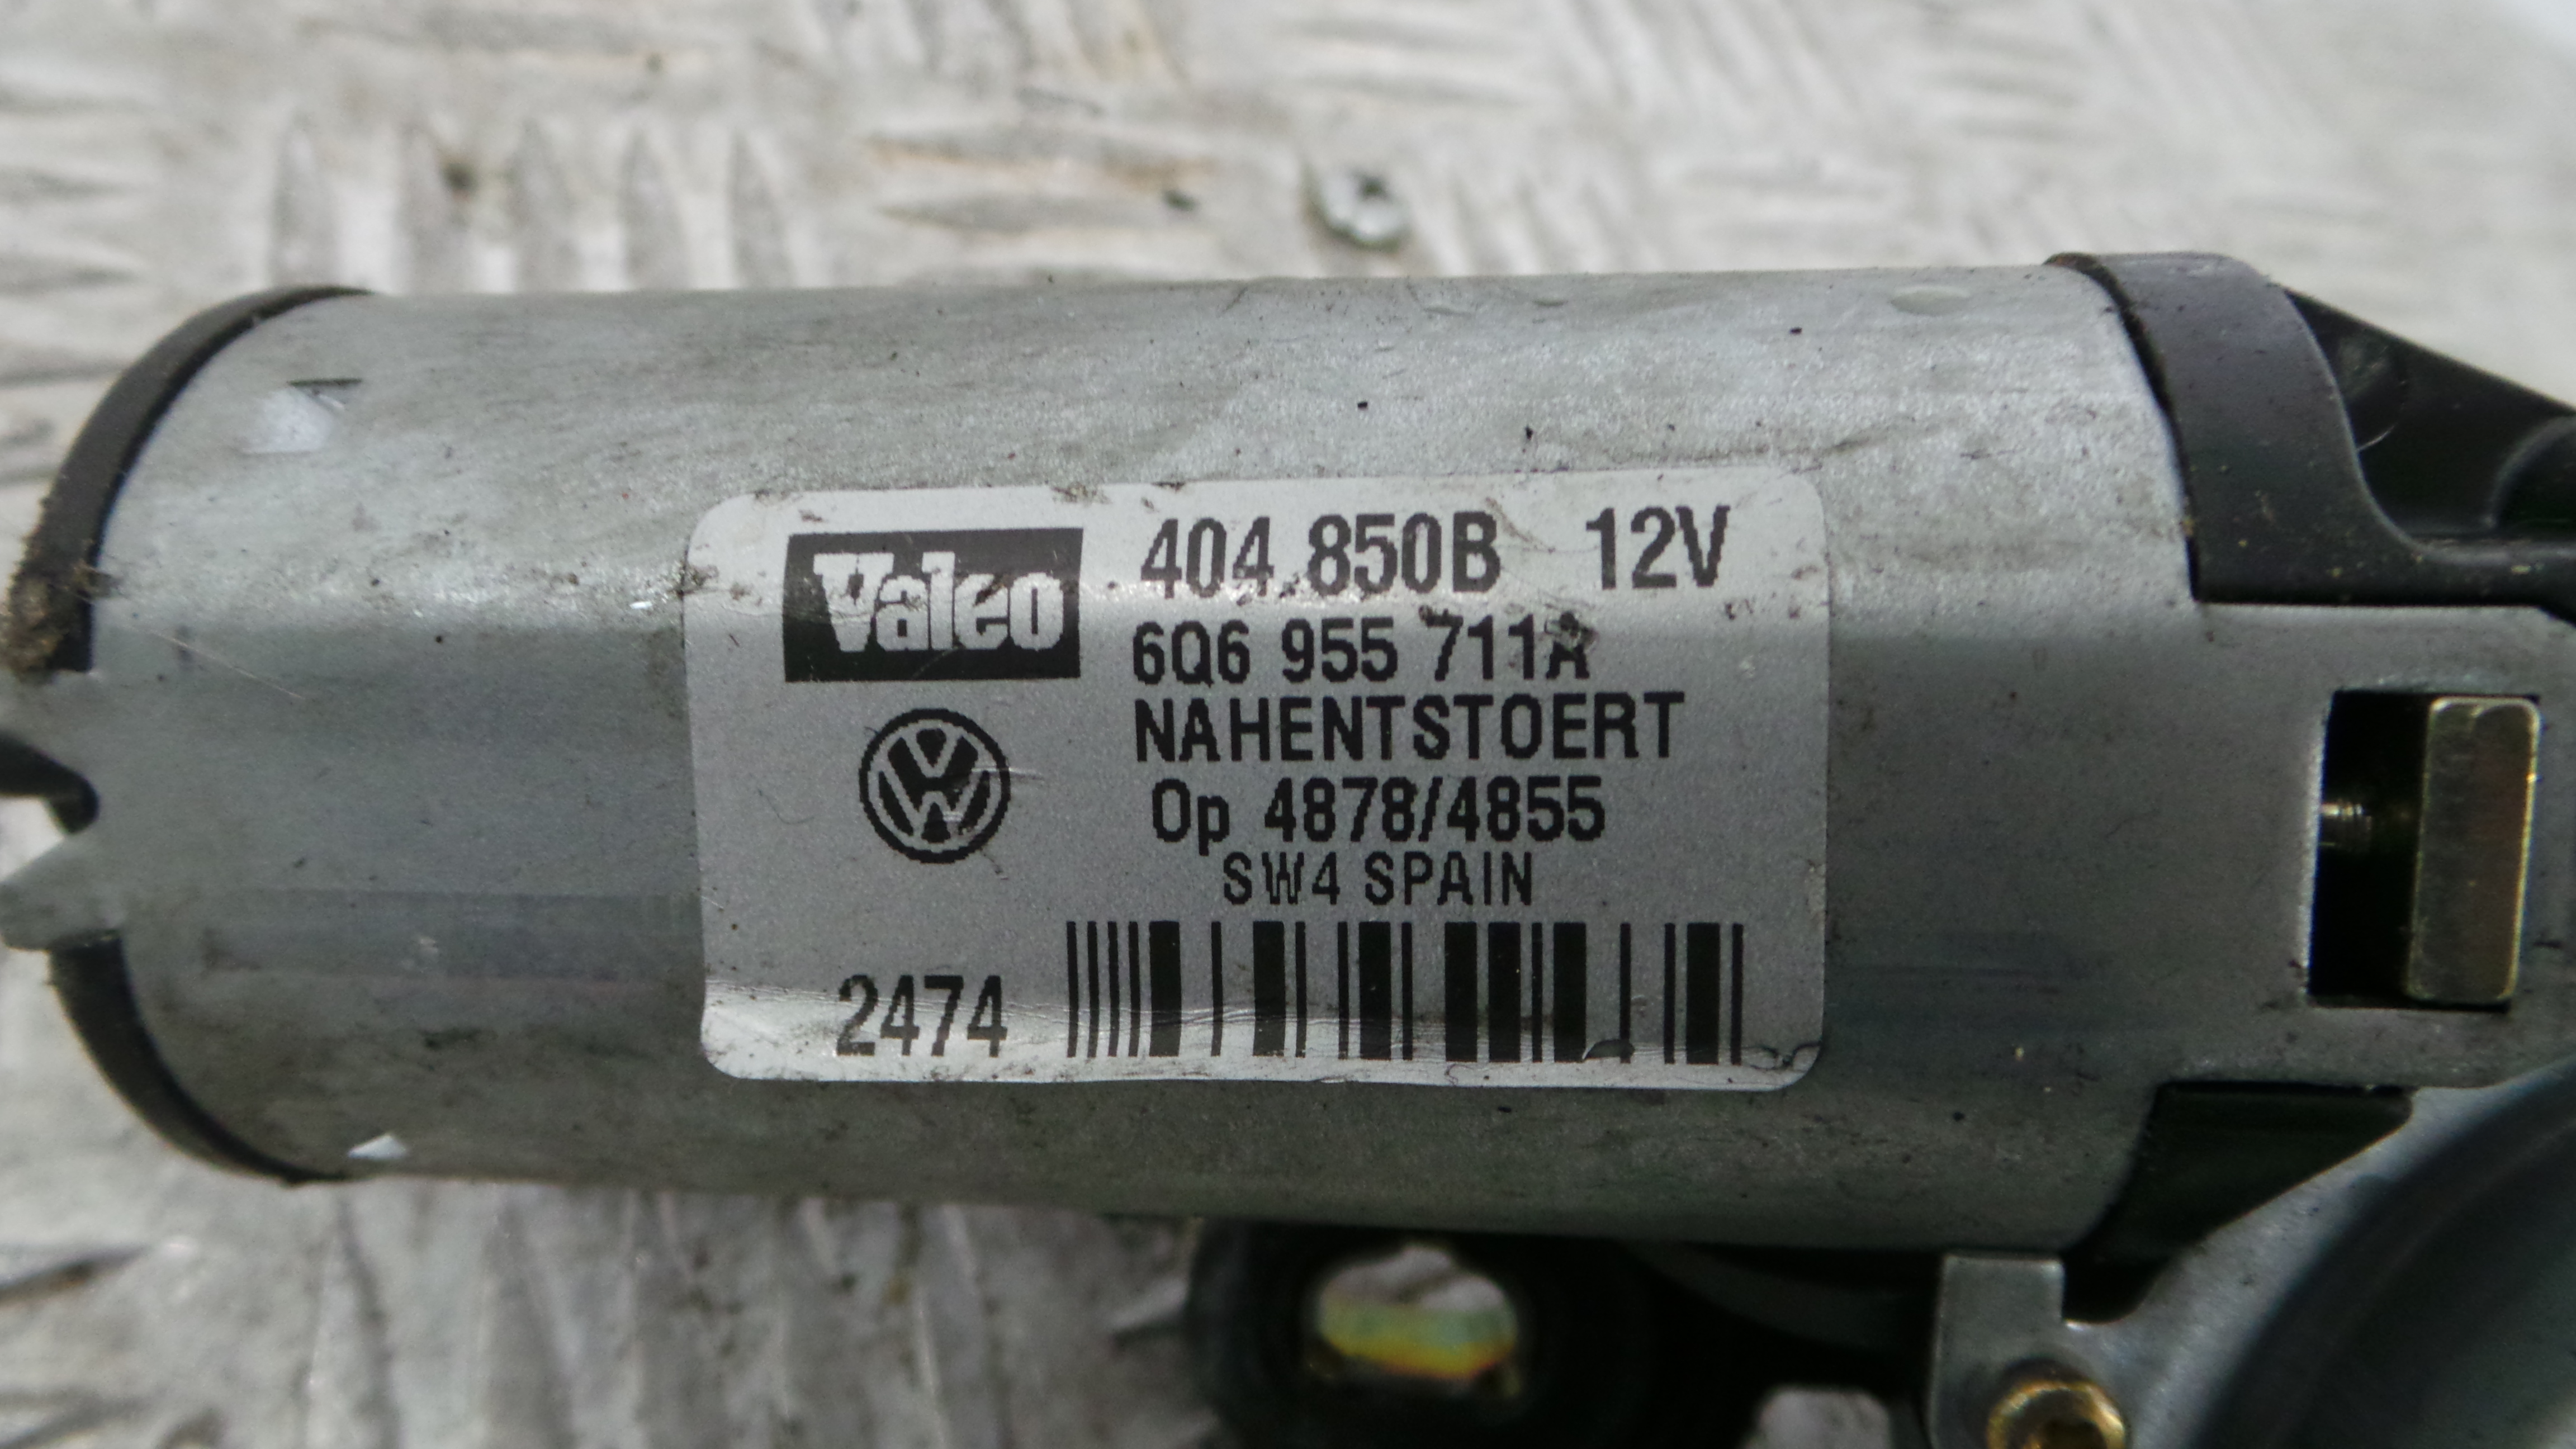 Valeo
404.850B 12V
6Q6 955 711A
NAHENTSTOERT
Op 4878/4855
SW4 SPAIN
2474